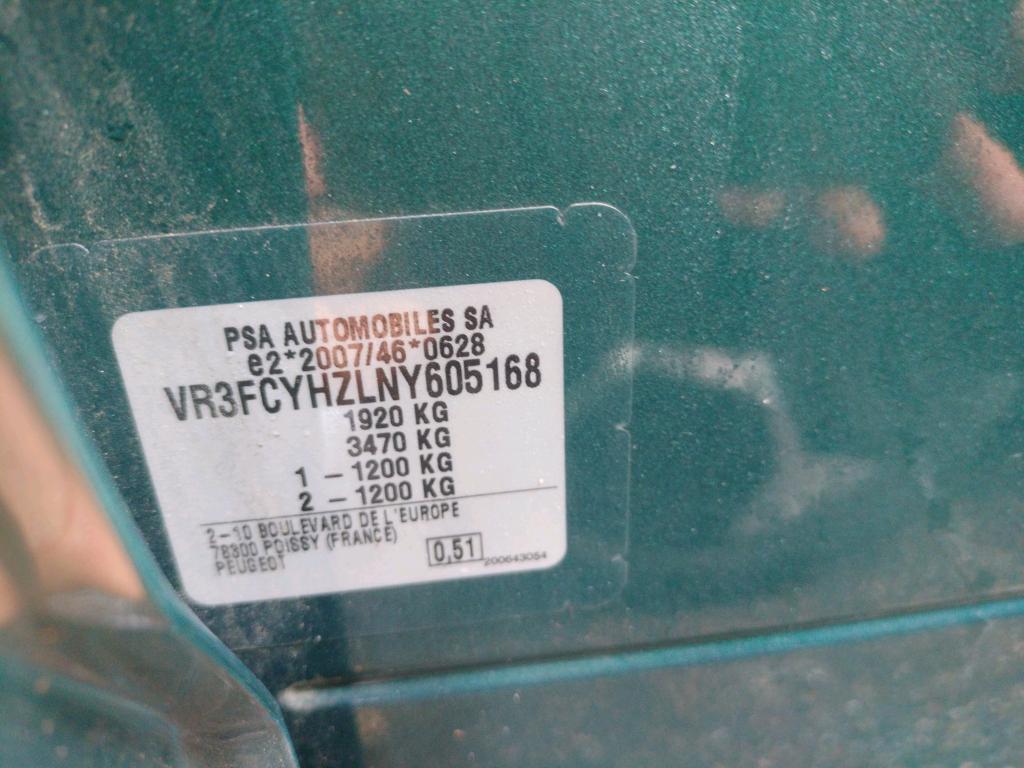 PSA AUTOMOBILES SA
e2*2007/46*0628
VR3FCYHZLNY605168
1920 KG
3470 KG
1 – 1200 KG
2 – 1200 KG
2–10 BOULEVARD DE L'EUROPE
78300 POISSY (FRANCE)
PEUGEOT
0,51
200643054